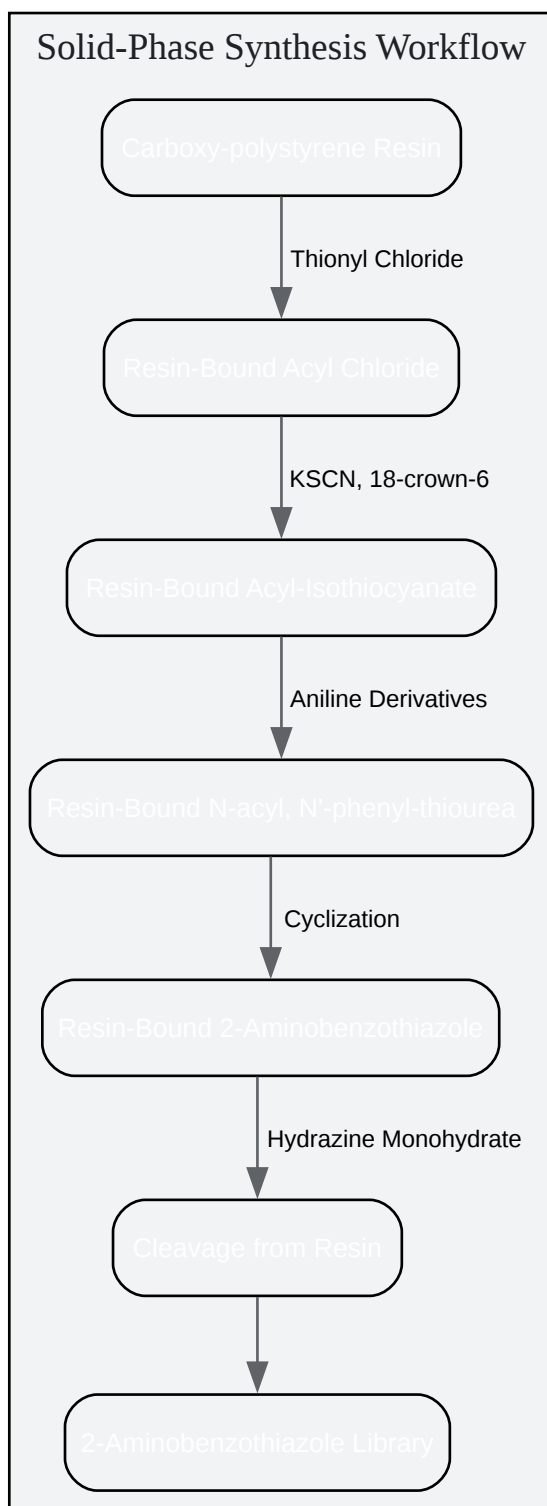 Solid-Phase Synthesis Workflow
Carboxy-polystyrene Resin
Thionyl Chloride
Resin-Bound Acyl Chloride
KSCN, 18-crown-6
Resin-Bound Acyl-Isothiocyanate
Aniline Derivatives
Resin-Bound N-acyl, N'-phenyl-thiourea
Cyclization
Resin-Bound 2-Aminobenzothiazole
Hydrazine Monohydrate
Cleavage from Resin
2-Aminobenzothiazole Library